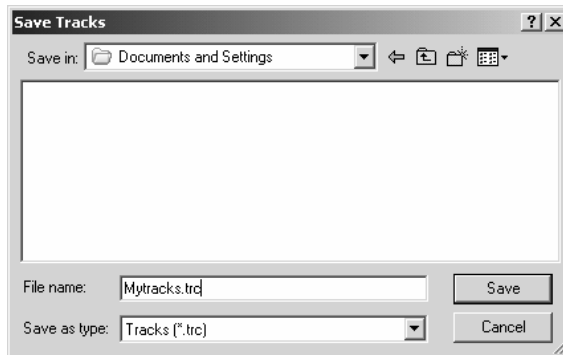 Save Tracks
Save in: Documents and Settings
File name: Mytracks.trc Save
Save as type: Tracks (*.trc) Cancel